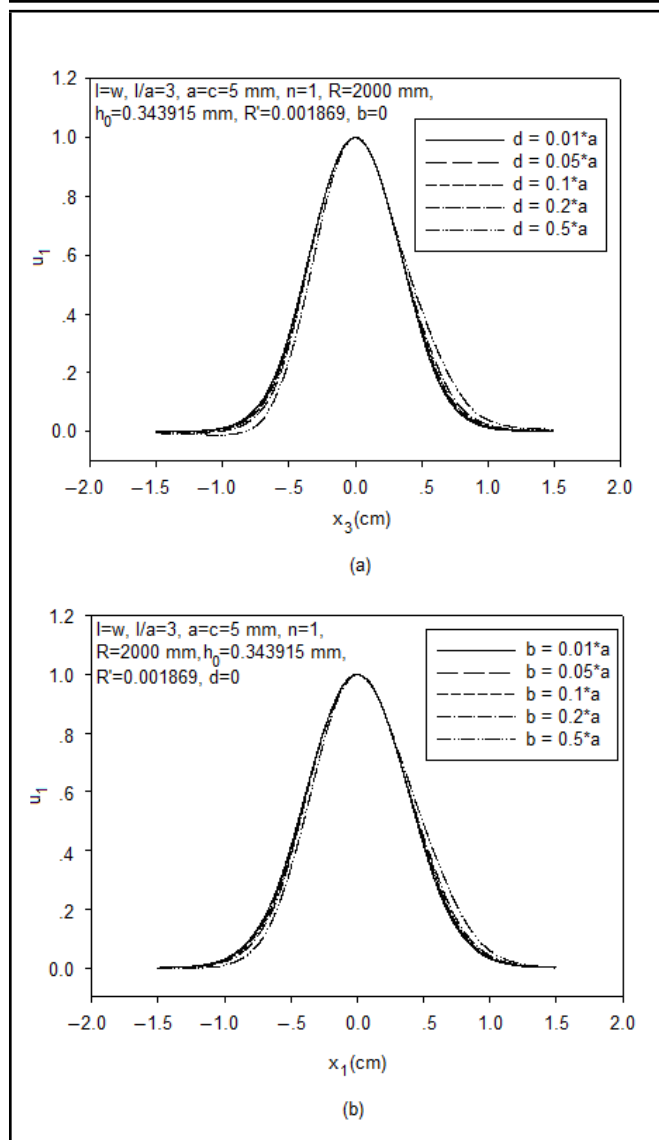 l=w, l/a=3, a=c=5 mm, n=1, R=2000 mm,
h0=0.343915 mm, R'=0.001869, b=0
d = 0.01*a
d = 0.05*a
d = 0.1*a
d = 0.2*a
d = 0.5*a
1.2
1.0
.8
.6
.4
.2
0.0
u1
–2.0 –1.5 –1.0 –.5 0.0 .5 1.0 1.5 2.0
x3(cm)
(a)
l=w, l/a=3, a=c=5 mm, n=1,
R=2000 mm,h0=0.343915 mm,
R'=0.001869, d=0
b = 0.01*a
b = 0.05*a
b = 0.1*a
b = 0.2*a
b = 0.5*a
1.2
1.0
.8
.6
.4
.2
0.0
u1
–2.0 –1.5 –1.0 –.5 0.0 .5 1.0 1.5 2.0
x1(cm)
(b)